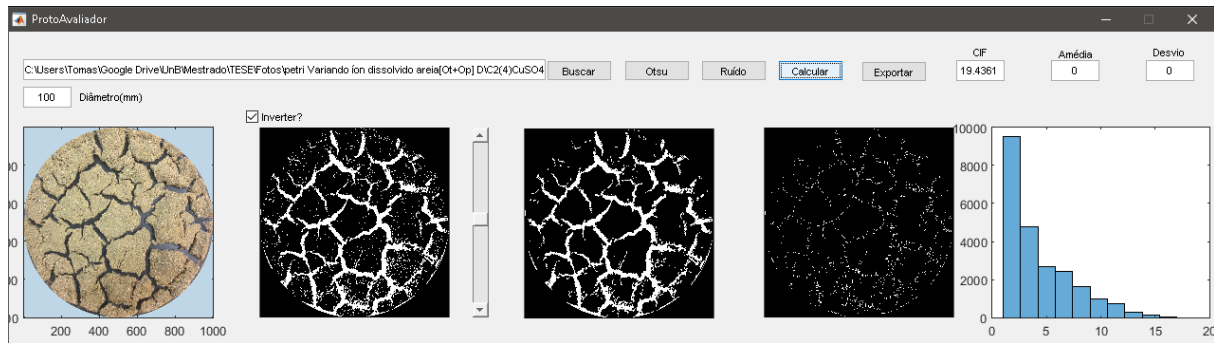 ProtoAvaliador
CIF Amédia Desvio
C:\Users\Tomas\Google Drive\UnB\Mestrado\TESE\Fotos\petri Variando íon dissolvido areia[Ot+Op] D\C2(4)CuSO4 Buscar Otsu Ruído Calcular Exportar 19.4361 0 0
100 Diâmetro(mm)
Inverter?
10000
8000
6000
4000
2000
0
200 400 600 800 1000
0 5 10 15 20